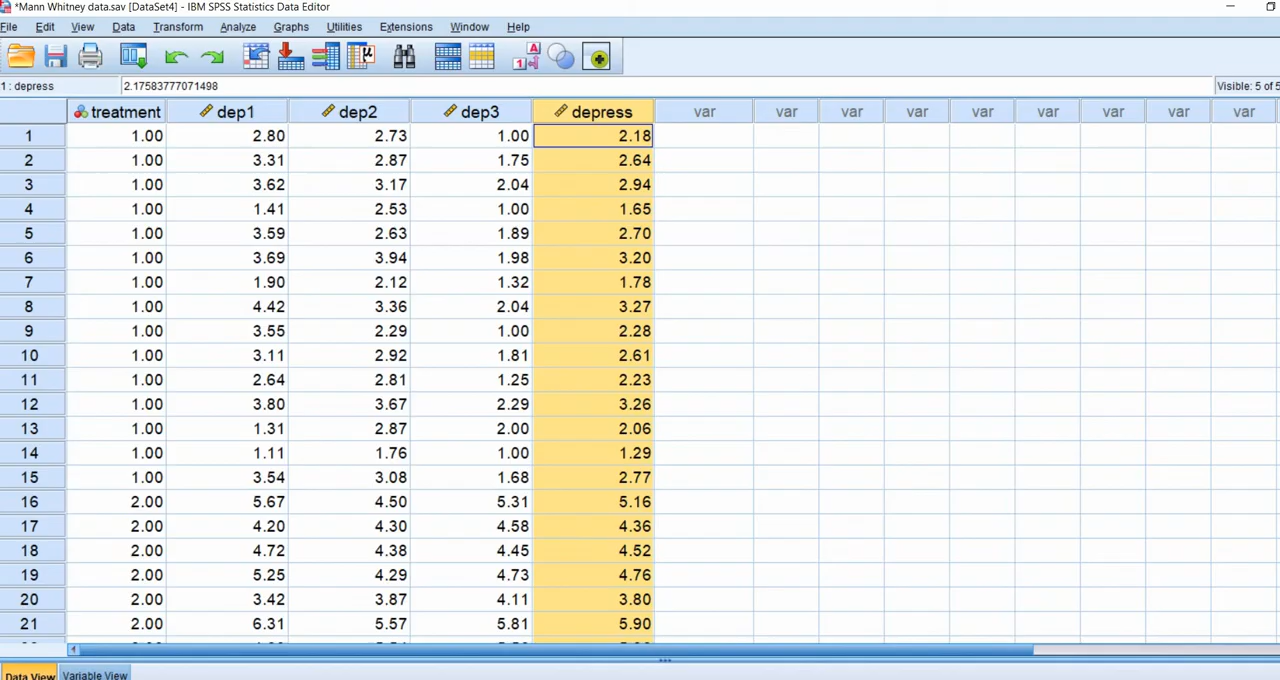 *Mann Whitney data.sav [DataSet4] - IBM SPSS Statistics Data Editor
File Edit View Data Transform Analyze Graphs Utilities Extensions Window Help
1 : depress 2.17583777071498 Visible: 5 of 5
treatment dep1 dep2 dep3 depress var var var var var var var var
1 1.00 2.80 2.73 1.00 2.18
2 1.00 3.31 2.87 1.75 2.64
3 1.00 3.62 3.17 2.04 2.94
4 1.00 1.41 2.53 1.00 1.65
5 1.00 3.59 2.63 1.89 2.70
6 1.00 3.69 3.94 1.98 3.20
7 1.00 1.90 2.12 1.32 1.78
8 1.00 4.42 3.36 2.04 3.27
9 1.00 3.55 2.29 1.00 2.28
10 1.00 3.11 2.92 1.81 2.61
11 1.00 2.64 2.81 1.25 2.23
12 1.00 3.80 3.67 2.29 3.26
13 1.00 1.31 2.87 2.00 2.06
14 1.00 1.11 1.76 1.00 1.29
15 1.00 3.54 3.08 1.68 2.77
16 2.00 5.67 4.50 5.31 5.16
17 2.00 4.20 4.30 4.58 4.36
18 2.00 4.72 4.38 4.45 4.52
19 2.00 5.25 4.29 4.73 4.76
20 2.00 3.42 3.87 4.11 3.80
21 2.00 6.31 5.57 5.81 5.90
Data View Variable View